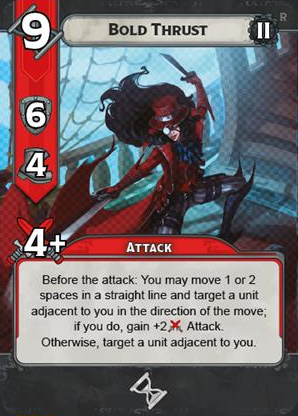 9
BOLD THRUST
II
R
6
4
4+
ATTACK
Before the attack: You may move 1 or 2
spaces in a straight line and target a unit
adjacent to you in the direction of the move;
if you do, gain +2 Attack.
Otherwise, target a unit adjacent to you.